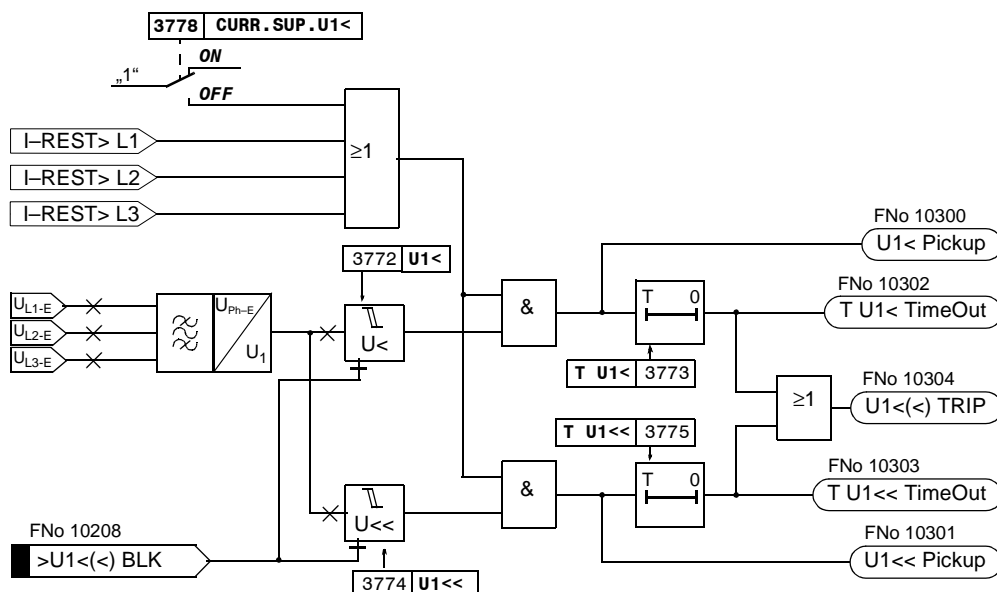 3778 CURR.SUP.U1<
„1“
ON
OFF
I–REST> L1
I–REST> L2
I–REST> L3
≥1
FNo 10300
U1< Pickup
3772 U1<
FNo 10302
T U1< TimeOut
UL1-E
UL2-E
UL3-E
UPh–E
U1
U<
&
T 0
T U1< 3773
FNo 10304
U1<(<) TRIP
≥1
T U1<< 3775
FNo 10303
T U1<< TimeOut
U<<
&
T 0
FNo 10208
>U1<(<) BLK
FNo 10301
U1<< Pickup
3774 U1<<